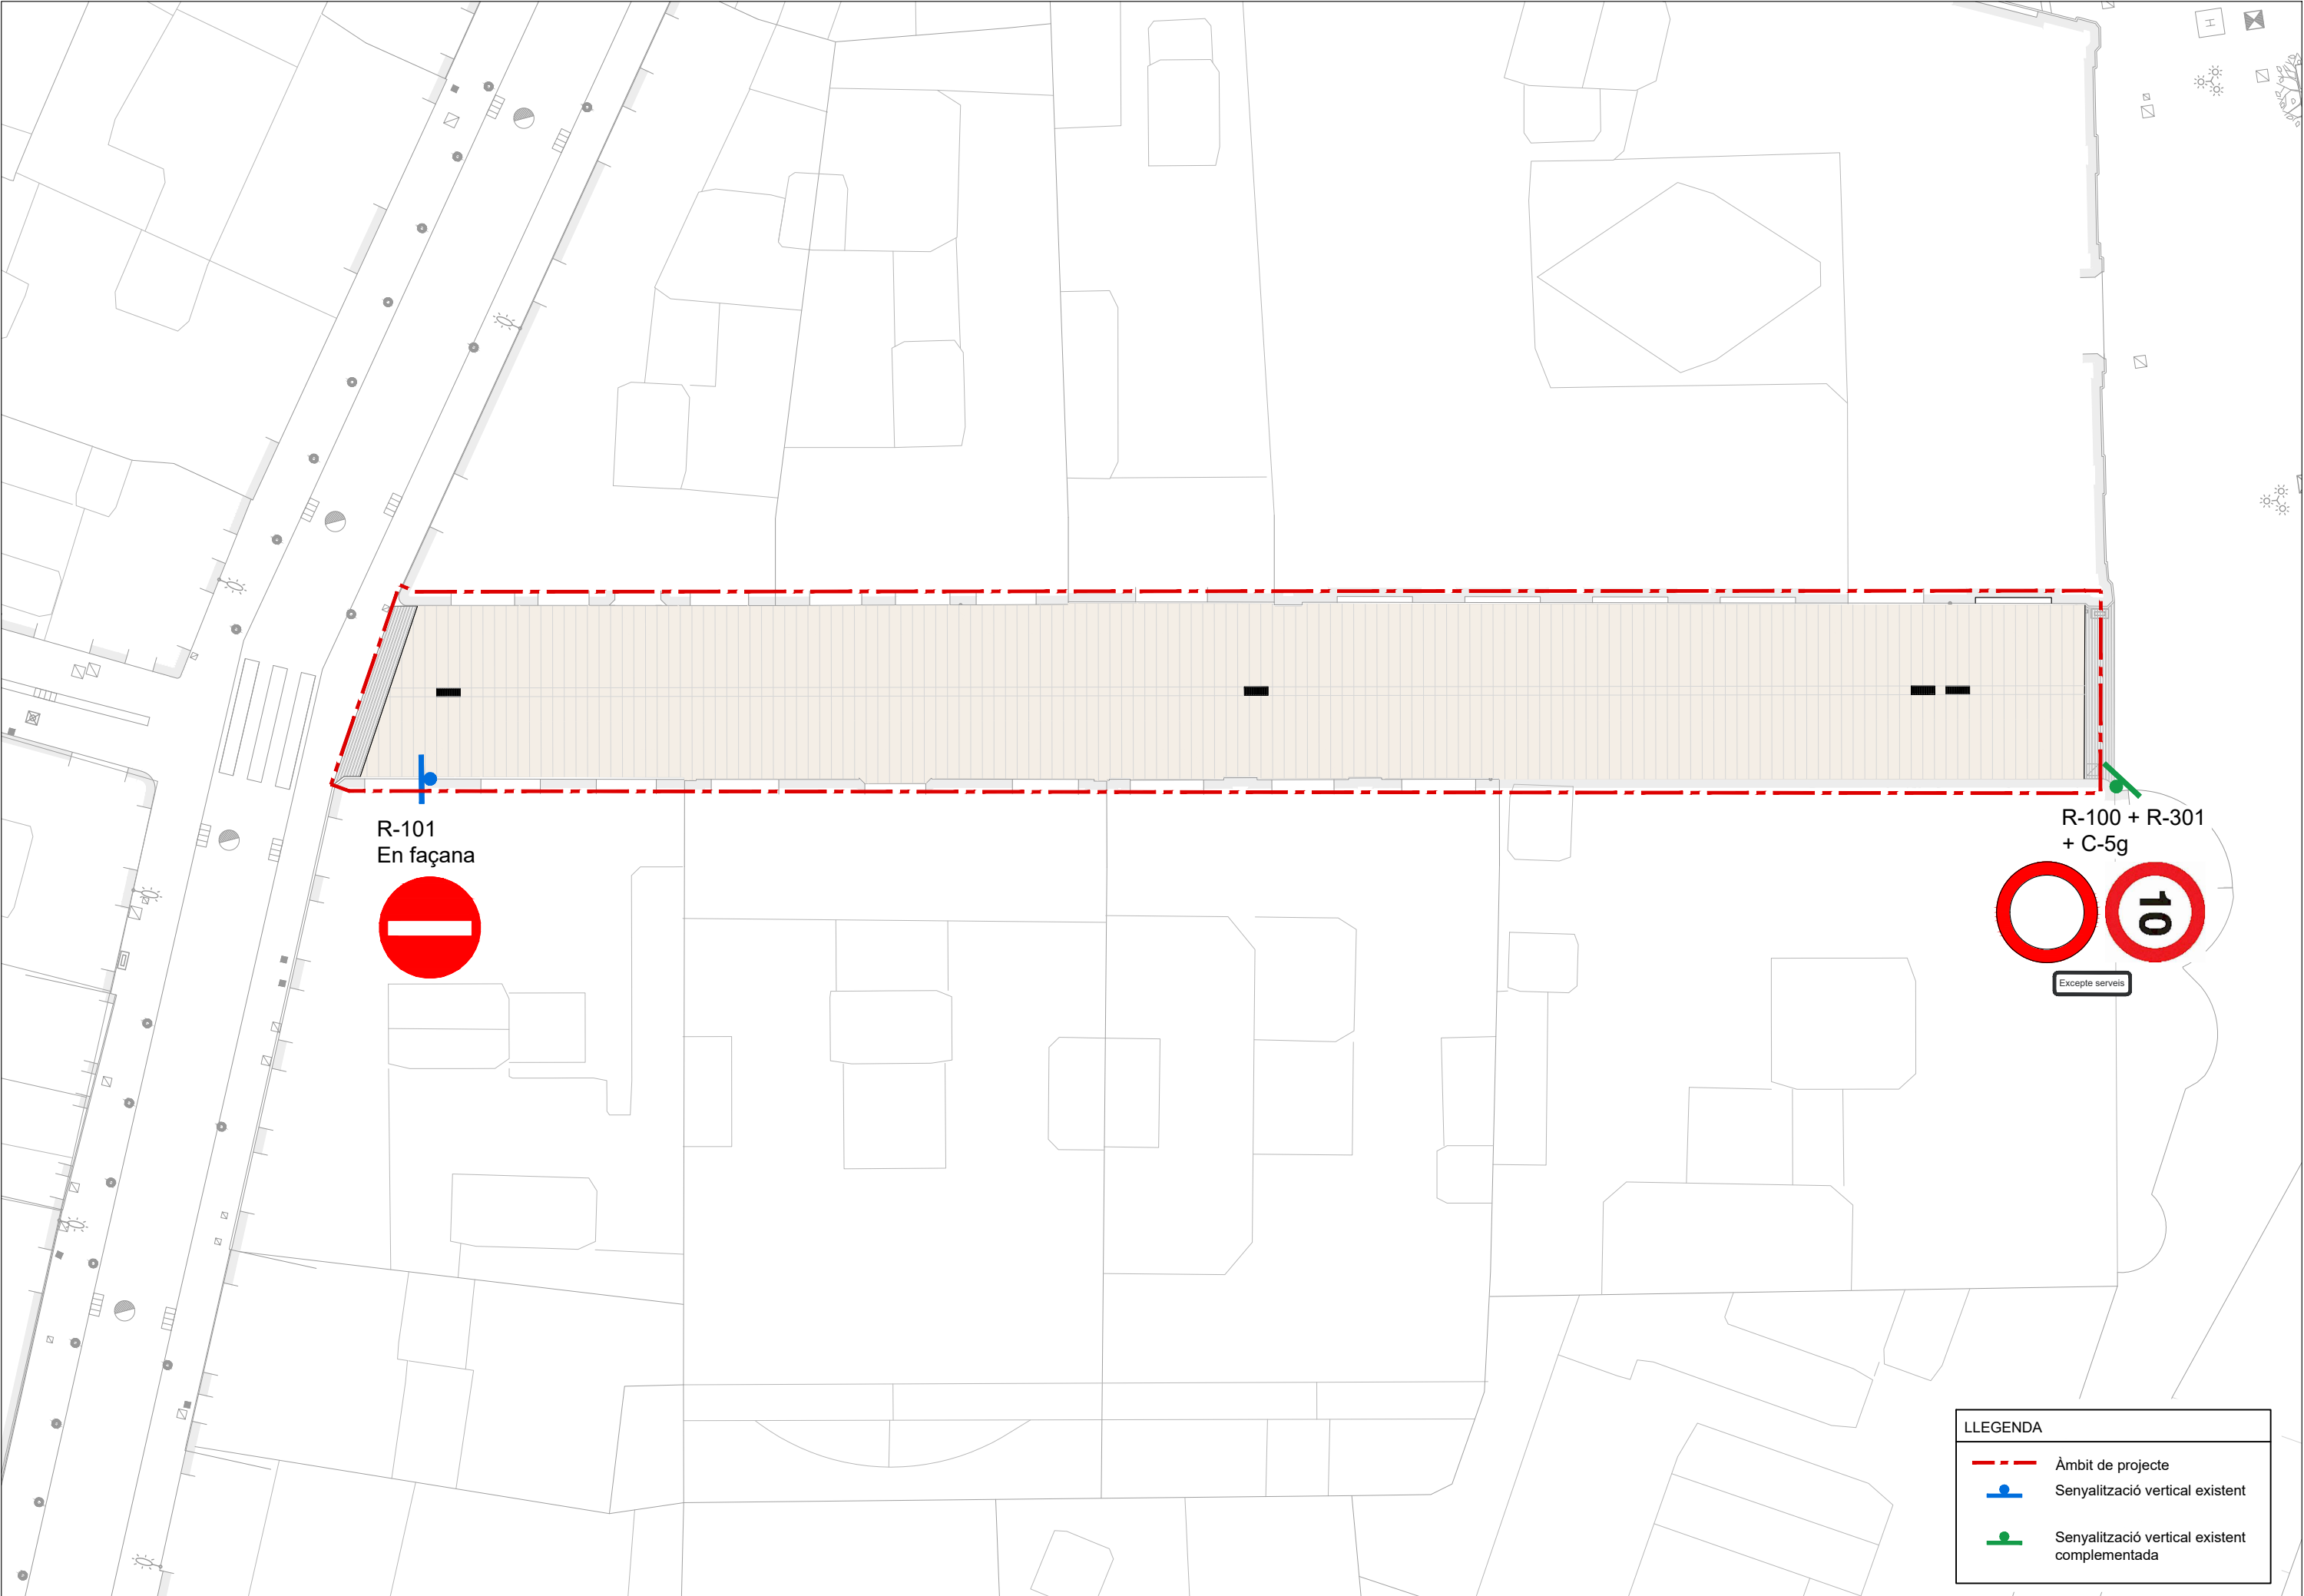 R-101
En façana
R-100 + R-301
+ C-5g
10
Excepte serveis
LLEGENDA
Àmbit de projecte
Senyalització vertical existent
Senyalització vertical existent
complementada
H